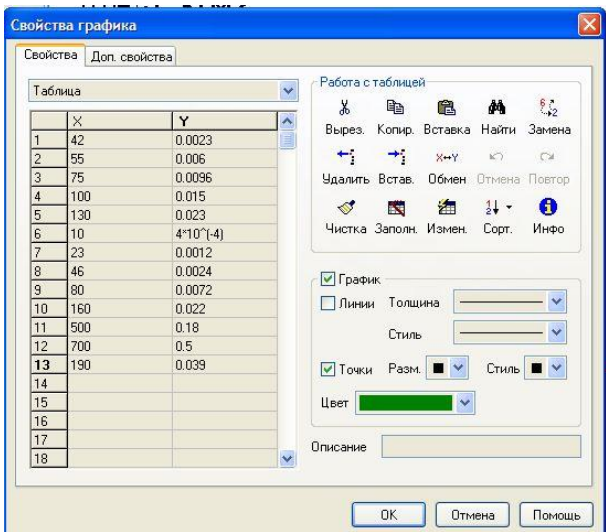 Свойства графика
Свойства
Доп. свойства
Таблица
X Y
1 42 0.0023
2 55 0.006
3 75 0.0096
4 100 0.015
5 130 0.023
6 10 4*10^(-4)
7 23 0.0012
8 46 0.0024
9 80 0.0072
10 160 0.022
11 500 0.18
12 700 0.5
13 190 0.039
14
15
16
17
18
Работа с таблицей
Вырез. Копир. Вставка Найти Замена
Удалить Встав. Обмен Отмена Повтор
Чистка Заполн. Измен. Сорт. Инфо
График
Линии Толщина
Стиль
Точки Разм. Стиль
Цвет
Описание
OK Отмена Помощь